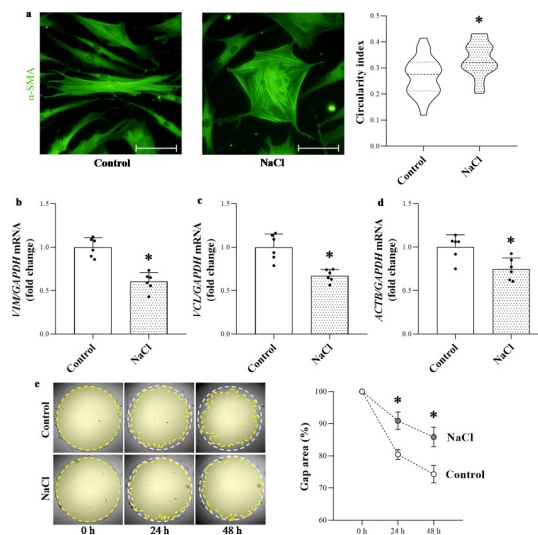 a
α-SMA
Control
NaCl
Circularity index
0.5
0.4
0.3
0.2
0.1
0.0
*
Control
NaCl
b
VIM/GAPDH mRNA
(fold change)
1.5
1.0
0.5
0.0
*
Control
NaCl
c
VCL/GAPDH mRNA
(fold change)
1.5
1.0
0.5
0.0
*
Control
NaCl
d
ACTB/GAPDH mRNA
(fold change)
1.5
1.0
0.5
0.0
*
Control
NaCl
e
Control
NaCl
0 h
24 h
48 h
Gap area (%)
100
90
80
70
60
*
*
NaCl
Control
0 h
24 h
48 h